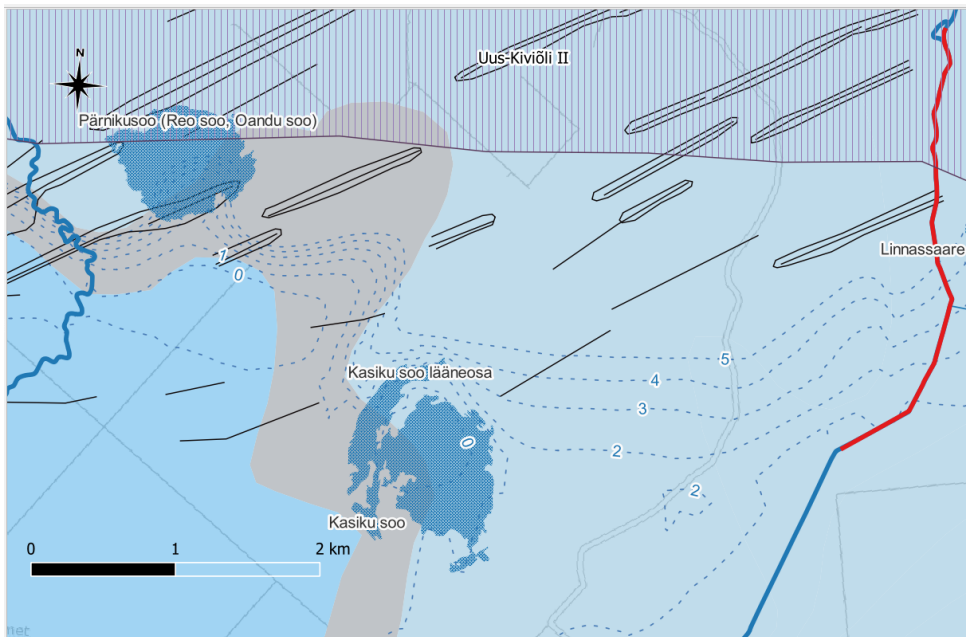 Uus-Kiviõli II
N
Pärnikusoo (Reo soo, Oandu soo)
Linnassaare
1
0
5
Kasiku soo lääneosa
4
3
0
2
2
Kasiku soo
0 1 2 km
met